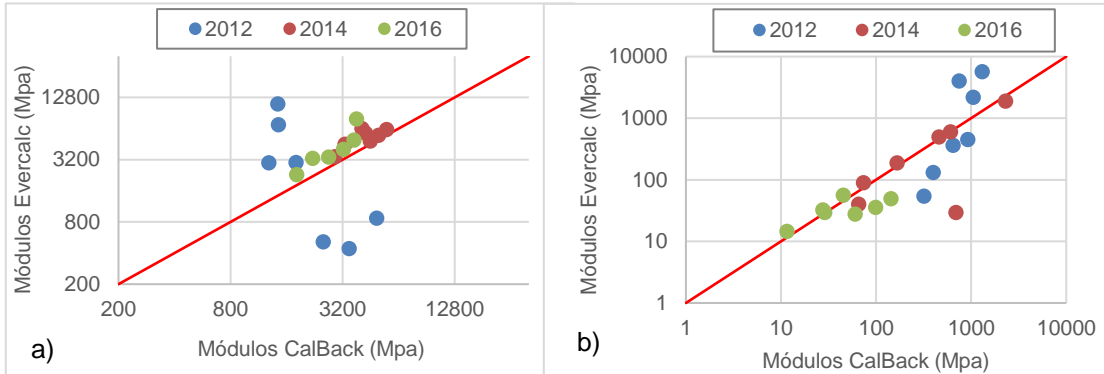 2012 2014 2016
Módulos Evercalc (Mpa)
12800
3200
800
200
200 800 3200 12800
Módulos CalBack (Mpa)
a)
2012 2014 2016
Módulos Evercalc (Mpa)
10000
1000
100
10
1
1 10 100 1000 10000
Módulos CalBack (Mpa)
b)